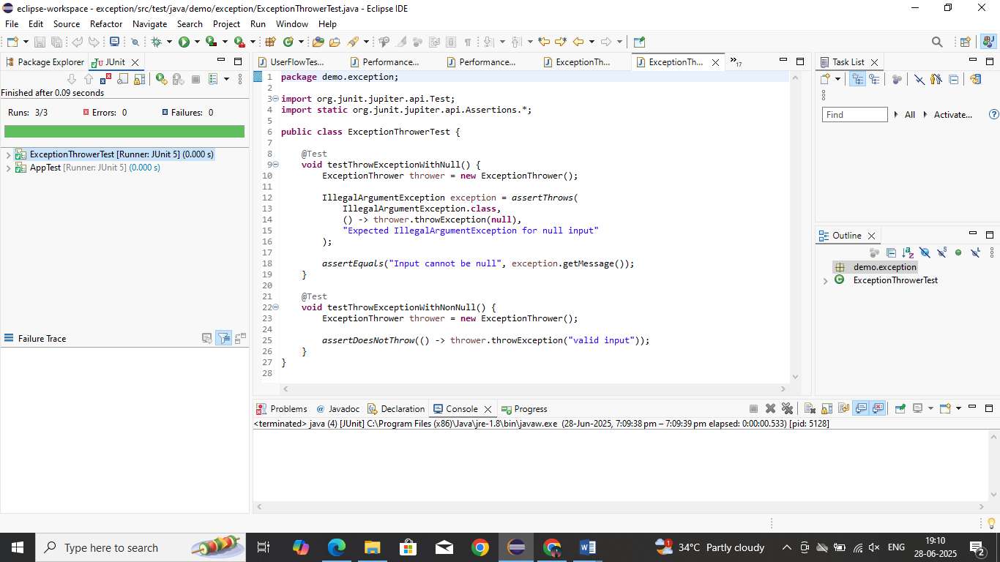 eclipse-workspace - exception/src/test/java/demo/exception/ExceptionThrowerTest.java - Eclipse IDE
File Edit Source Refactor Navigate Search Project Run Window Help
Package Explorer JUnit
Finished after 0.09 seconds
Runs: 3/3 Errors: 0 Failures: 0
ExceptionThrowerTest [Runner: JUnit 5] (0.000 s)
AppTest [Runner: JUnit 5] (0.000 s)
Failure Trace
UserFlowTes... Performance... Performance... ExceptionTh... ExceptionTh... 17
1 package demo.exception;
2
3 import org.junit.jupiter.api.Test;
4 import static org.junit.jupiter.api.Assertions.*;
5
6 public class ExceptionThrowerTest {
7
8     @Test
9     void testThrowExceptionWithNull() {
10         ExceptionThrower thrower = new ExceptionThrower();
11
12         IllegalArgumentException exception = assertThrows(
13             IllegalArgumentException.class,
14             () -> thrower.throwException(null),
15             "Expected IllegalArgumentException for null input"
16         );
17
18         assertEquals("Input cannot be null", exception.getMessage());
19     }
20
21     @Test
22     void testThrowExceptionWithNonNull() {
23         ExceptionThrower thrower = new ExceptionThrower();
24
25         assertDoesNotThrow(() -> thrower.throwException("valid input"));
26     }
27 }
28
Task List
Find All Activate...
Outline
demo.exception
ExceptionThrowerTest
Problems Javadoc Declaration Console Progress
<terminated> java (4) [JUnit] C:\Program Files (x86)\Java\jre-1.8\bin\javaw.exe (28-Jun-2025, 7:09:38 pm – 7:09:39 pm elapsed: 0:00:00.533) [pid: 5128]
Type here to search
34°C Partly cloudy
ENG
19:10
28-06-2025
2